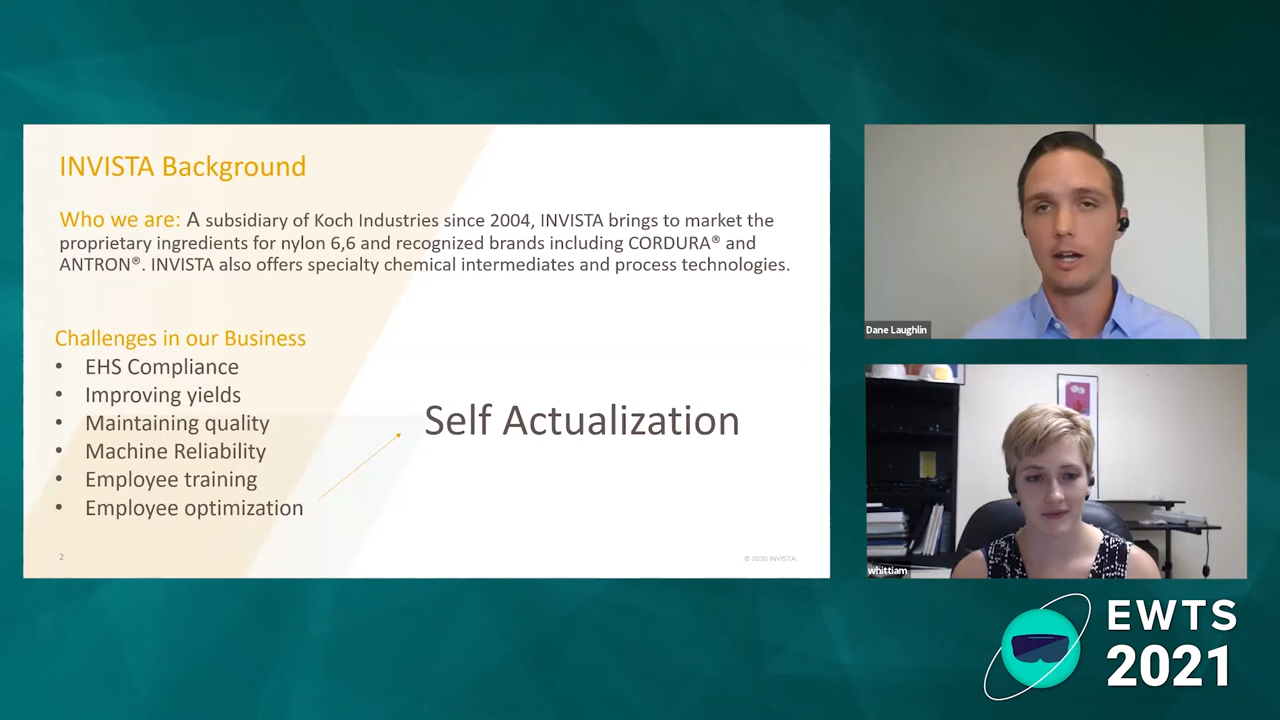 INVISTA Background
Who we are: A subsidiary of Koch Industries since 2004, INVISTA brings to market the
proprietary ingredients for nylon 6,6 and recognized brands including CORDURA® and
ANTRON®. INVISTA also offers specialty chemical intermediates and process technologies.
Challenges in our Business
• EHS Compliance
• Improving yields
• Maintaining quality
• Machine Reliability
• Employee training
• Employee optimization
Self Actualization
2
© 2020 INVISTA.
Dane Laughlin
whittiam
EWTS
2021